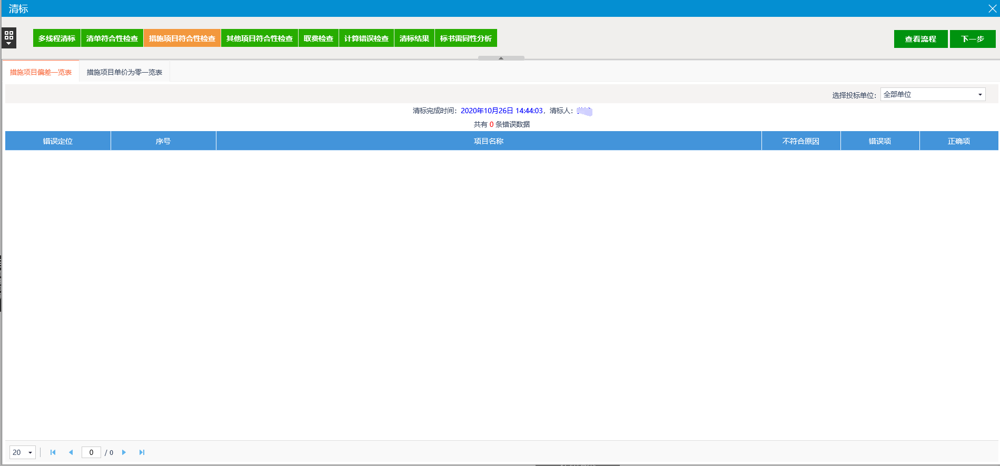 清标
多线程清标 清单符合性检查 措施项目符合性检查 其他项目符合性检查 取费检查 计算错误检查 清标结果 标书雷同性分析 查看流程 下一步
措施项目偏差一览表 措施项目单价为零一览表
选择投标单位： 全部单位
清标完成时间：2020年10月26日 14:44:03，清标人：
共有 0 条错误数据
错误定位 序号 项目名称 不符合原因 错误项 正确项
20 0 / 0